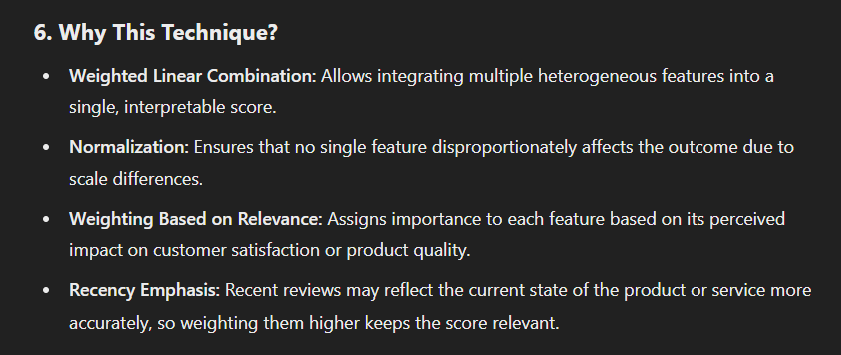 6. Why This Technique?
• Weighted Linear Combination: Allows integrating multiple heterogeneous features into a
single, interpretable score.
• Normalization: Ensures that no single feature disproportionately affects the outcome due to
scale differences.
• Weighting Based on Relevance: Assigns importance to each feature based on its perceived
impact on customer satisfaction or product quality.
• Recency Emphasis: Recent reviews may reflect the current state of the product or service more
accurately, so weighting them higher keeps the score relevant.